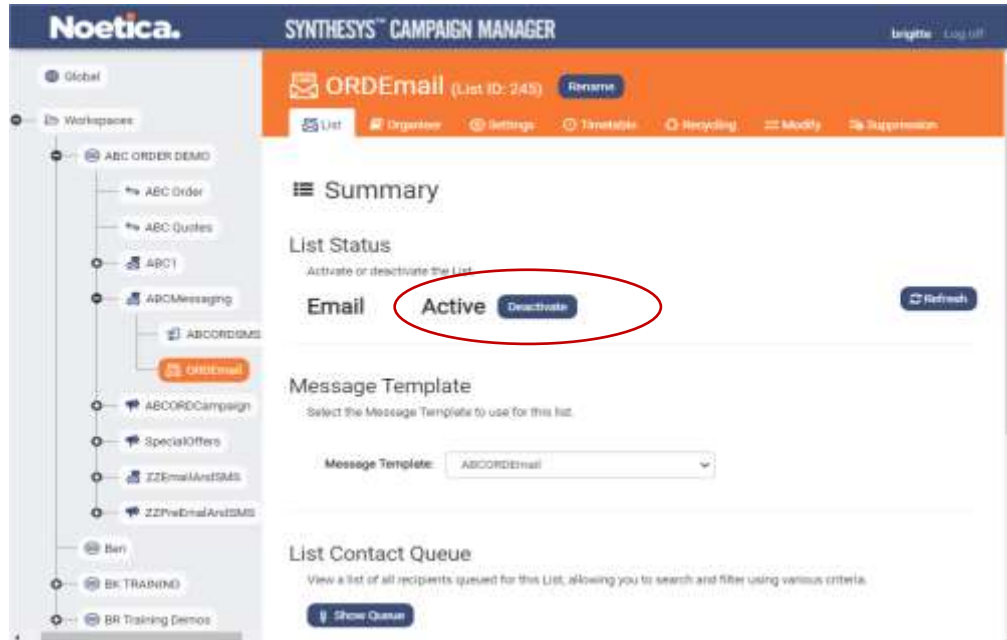 Noetica.
SYNTHESYS™ CAMPAIGN MANAGER
brigitte Log off
Global
Workspaces
ABC ORDER DEMO
ABC Order
ABC Quotes
ABC1
ABCMessaging
ABCORDSMS
ORDEmail
ABCORDCampaign
SpecialOffers
ZZEmailAndSMS
ZZPreEmailAndSMS
Ben
BK TRAINING
BR Training Demos
ORDEmail (List ID: 245) Rename
List Organiser Settings Timetable Recycling Modify Suppression
Summary
List Status
Activate or deactivate the List.
Email Active Deactivate Refresh
Message Template
Select the Message Template to use for this list.
Message Template: ABCORDEmail
List Contact Queue
View a list of all recipients queued for this List, allowing you to search and filter using various criteria.
Show Queue